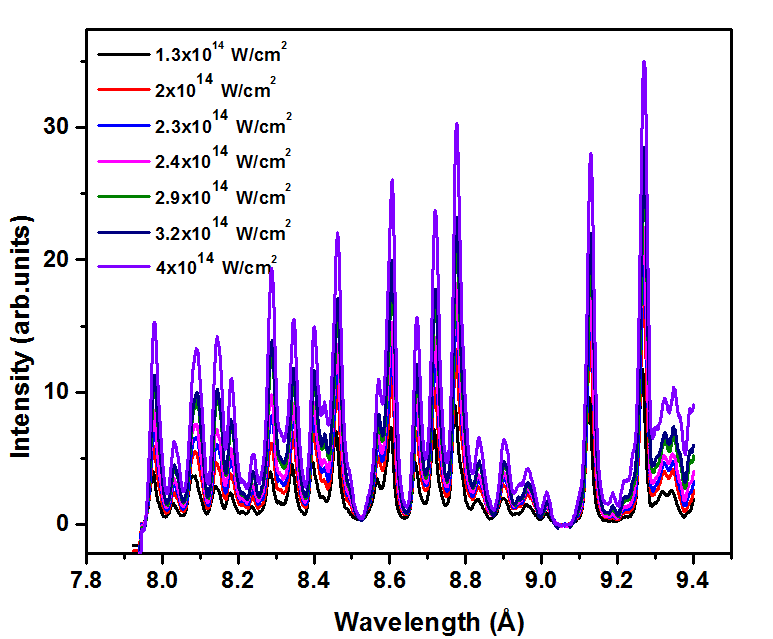 1.3x10¹⁴ W/cm²
2x10¹⁴ W/cm²
2.3x10¹⁴ W/cm²
2.4x10¹⁴ W/cm²
2.9x10¹⁴ W/cm²
3.2x10¹⁴ W/cm²
4x10¹⁴ W/cm²
Intensity (arb.units)
30
20
10
0
7.8 8.0 8.2 8.4 8.6 8.8 9.0 9.2 9.4
Wavelength (Å)